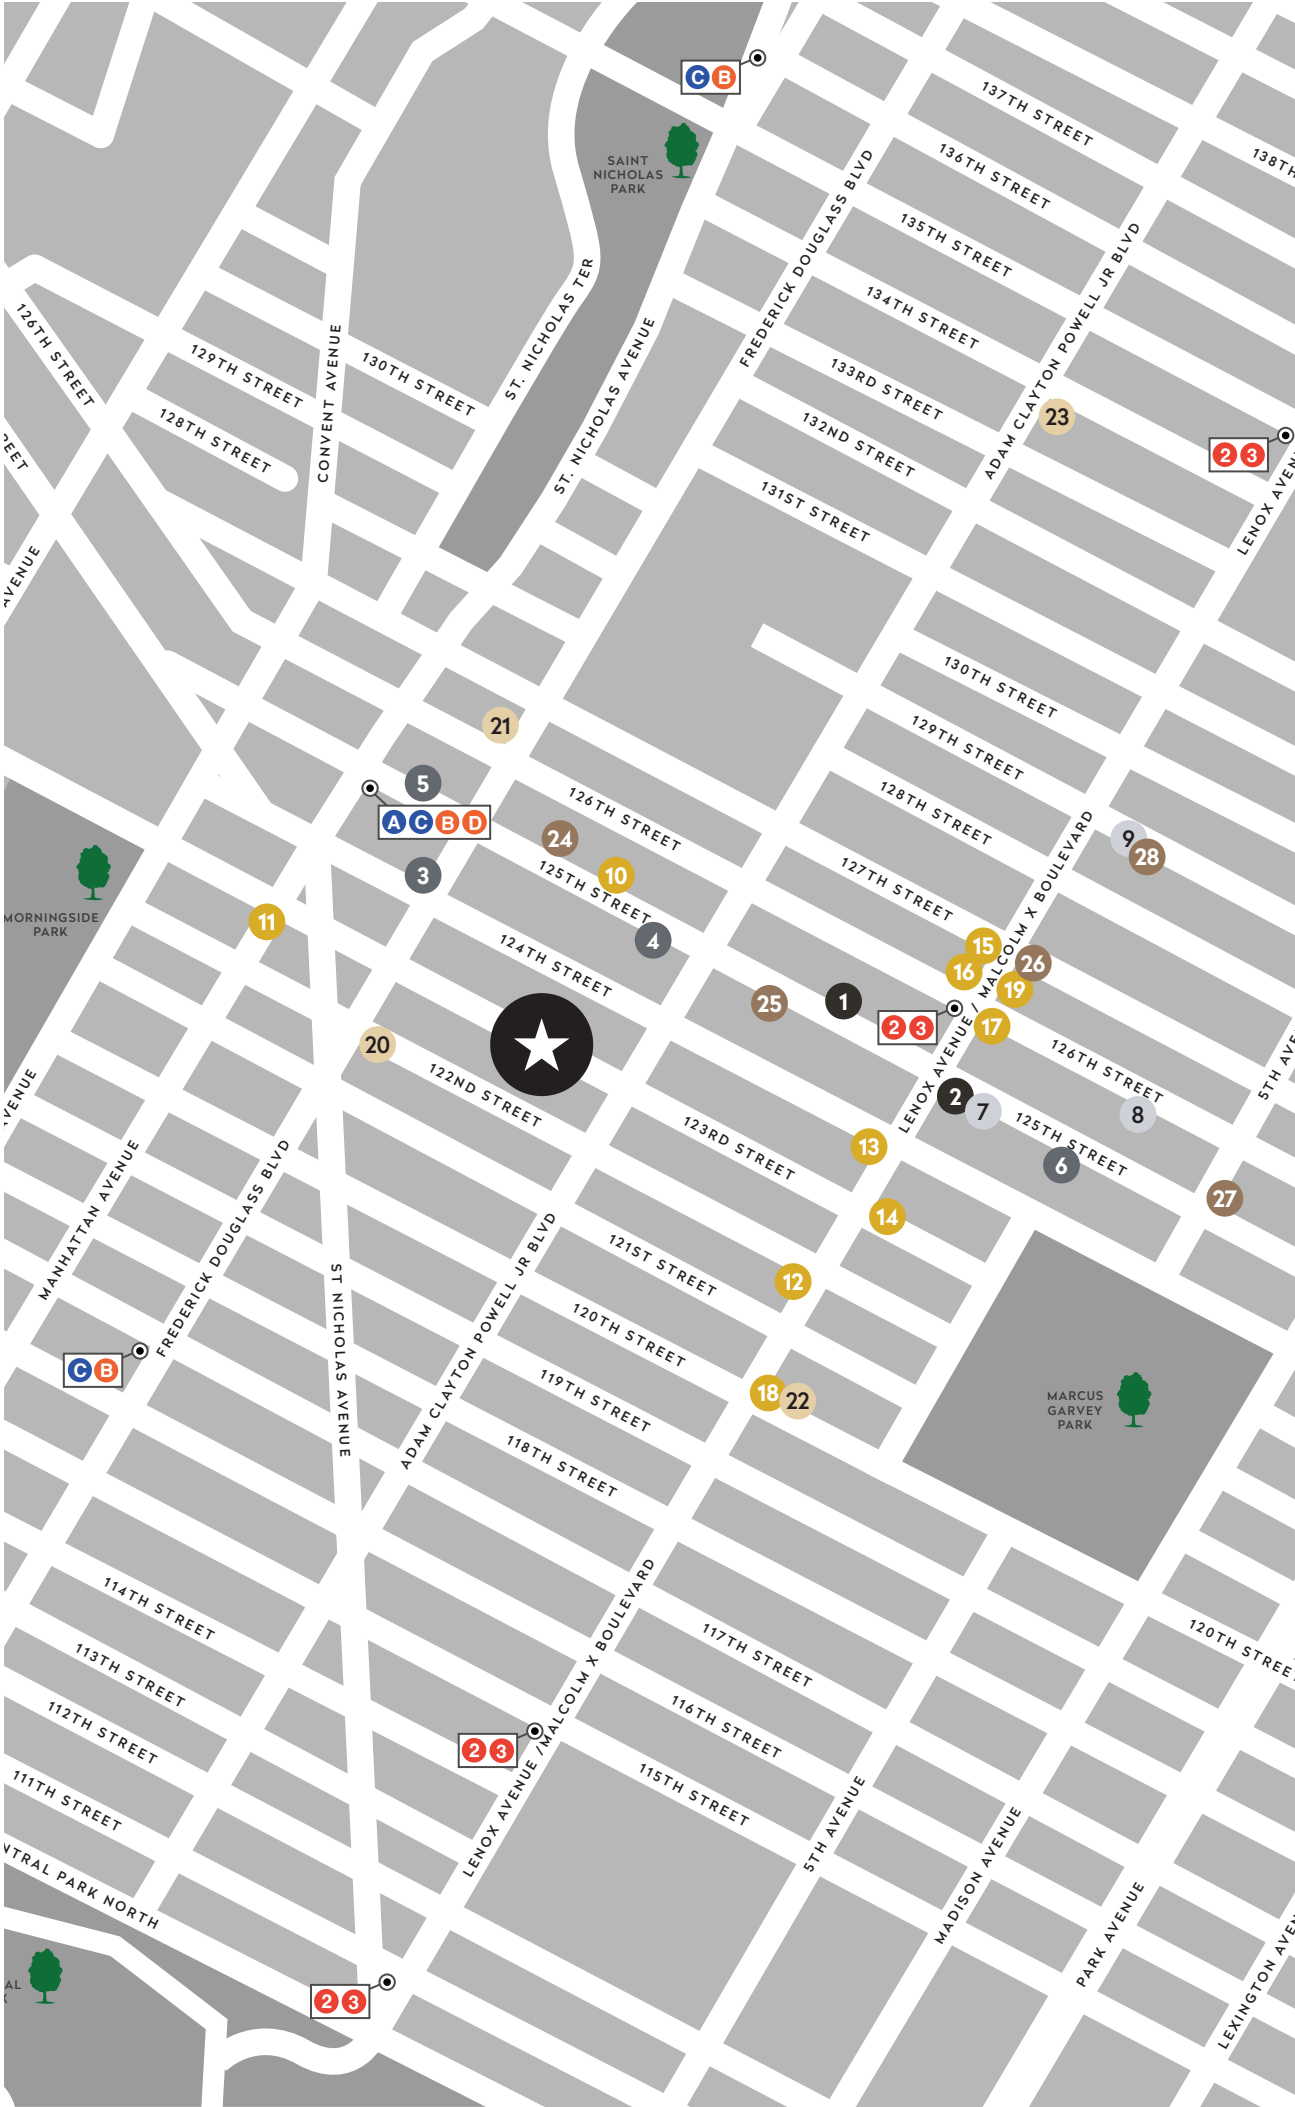 C B
137TH STREET
138TH
SAINT
NICHOLAS
PARK
136TH STREET
135TH STREET
FREDERICK DOUGLASS BLVD
134TH STREET
ADAM CLAYTON POWELL JR BLVD
ST. NICHOLAS TER
126TH STREET
129TH STREET
CONVENT AVENUE
130TH STREET
ST. NICHOLAS AVENUE
133RD STREET
23
128TH STREET
132ND STREET
2 3
REET
LENOX AVEN
131ST STREET
AVENUE
130TH STREET
21
129TH STREET
5
A C B D
126TH STREET
128TH STREET
24
9
28
3
10
125TH STREET
127TH STREET
MORNINGSIDE
PARK
11
4
124TH STREET
15
16
26
19
LENOX AVENUE / MALCOLM X BOULEVARD
25
1
2 3
17
20
122ND STREET
126TH STREET
5TH AVE
2
7
8
125TH STREET
AVENUE
123RD STREET
13
6
27
14
MANHATTAN AVENUE
FREDERICK DOUGLASS BLVD
121ST STREET
12
ST NICHOLAS AVENUE
ADAM CLAYTON POWELL JR BLVD
120TH STREET
C B
119TH STREET
18
22
MARCUS
GARVEY
PARK
118TH STREET
114TH STREET
117TH STREET
120TH STREET
113TH STREET
116TH STREET
112TH STREET
2 3
LENOX AVENUE /MALCOLM X BOULEVARD
111TH STREET
115TH STREET
5TH AVENUE
NTRAL PARK NORTH
MADISON AVENUE
PARK AVENUE
LEXINGTON AVEN
AL
K
2 3